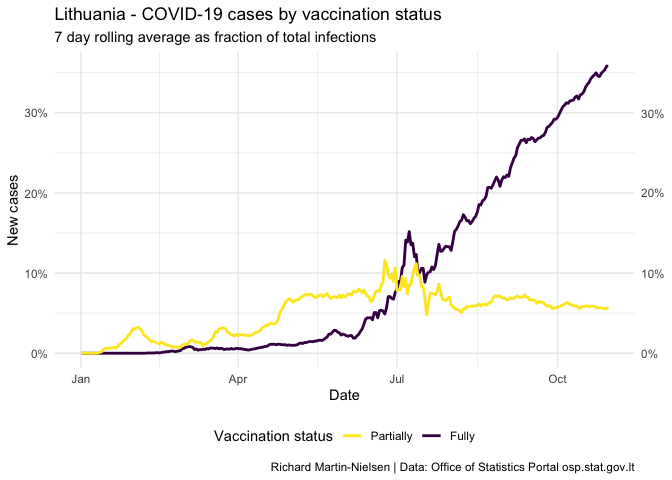 Lithuania - COVID-19 cases by vaccination status
7 day rolling average as fraction of total infections
New cases
30%
20%
10%
0%
30%
20%
10%
0%
Jan
Apr
Jul
Oct
Date
Vaccination status
Partially
Fully
Richard Martin-Nielsen | Data: Office of Statistics Portal osp.stat.gov.lt